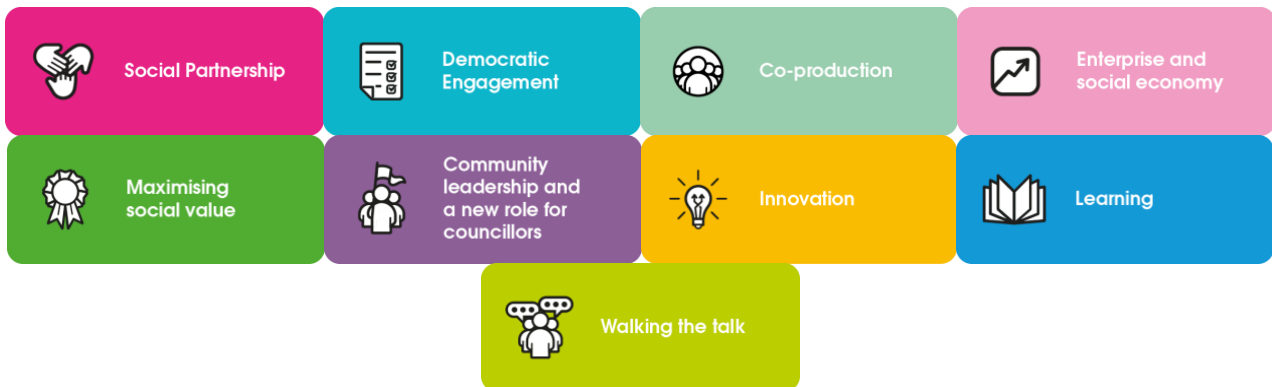 Social Partnership
Democratic
Engagement
Co-production
Enterprise and
social economy
Maximising
social value
Community
leadership and
a new role for
councillors
Innovation
Learning
Walking the talk